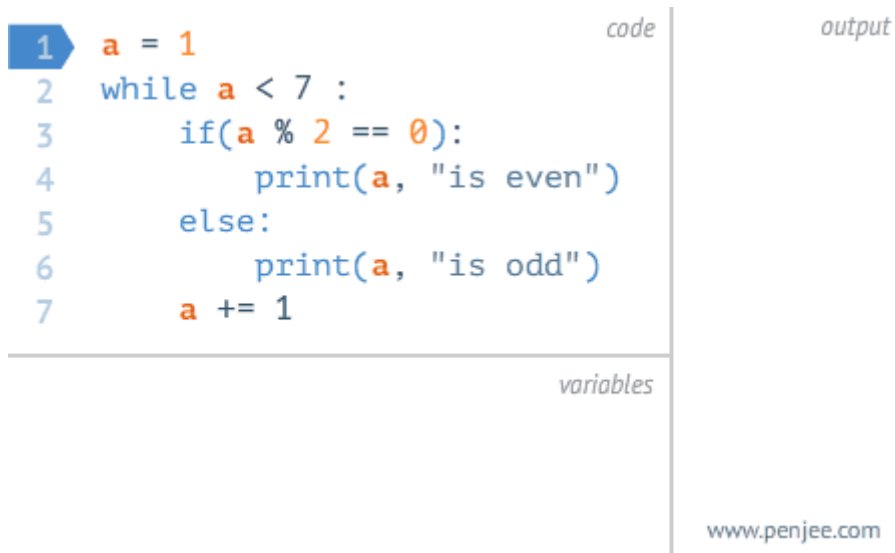 code
output
1 a = 1
2 while a < 7 :
3     if(a % 2 == 0):
4         print(a, "is even")
5     else:
6         print(a, "is odd")
7     a += 1
variables
www.penjee.com